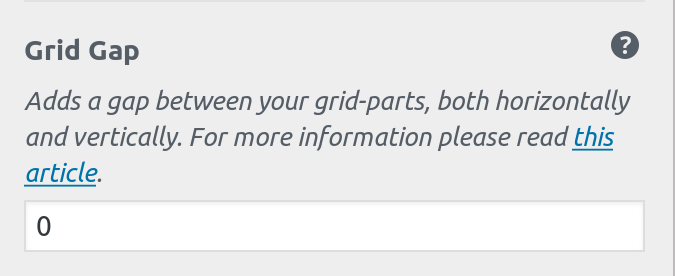 Grid Gap
?
Adds a gap between your grid-parts, both horizontally
and vertically. For more information please read this
article.
0